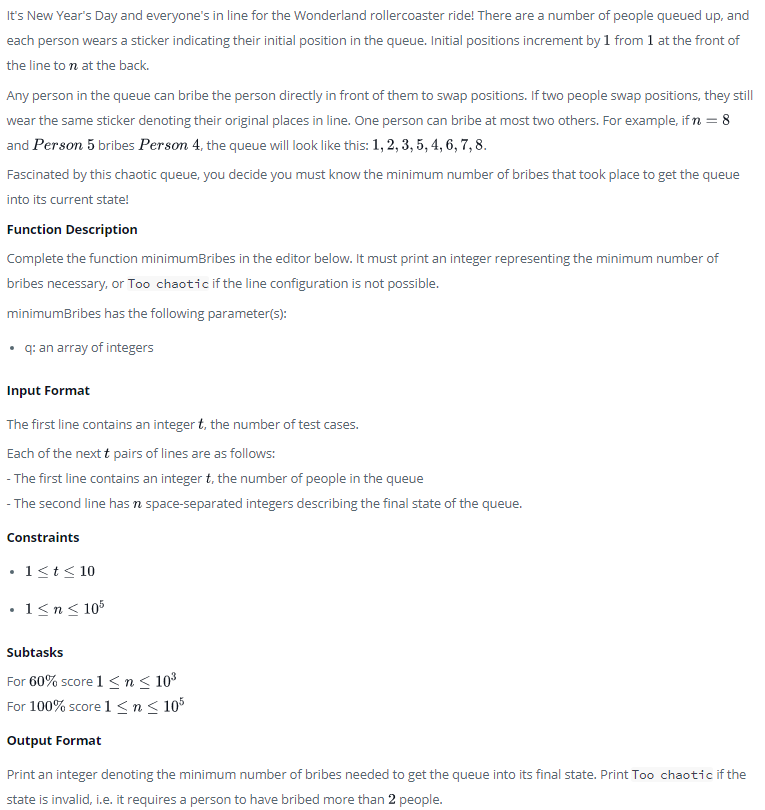 It's New Year's Day and everyone's in line for the Wonderland rollercoaster ride! There are a number of people queued up, and
each person wears a sticker indicating their initial position in the queue. Initial positions increment by 1 from 1 at the front of
the line to n at the back.
Any person in the queue can bribe the person directly in front of them to swap positions. If two people swap positions, they still
wear the same sticker denoting their original places in line. One person can bribe at most two others. For example, if n = 8
and Person 5 bribes Person 4, the queue will look like this: 1, 2, 3, 5, 4, 6, 7, 8.
Fascinated by this chaotic queue, you decide you must know the minimum number of bribes that took place to get the queue
into its current state!
Function Description
Complete the function minimumBribes in the editor below. It must print an integer representing the minimum number of
bribes necessary, or Too chaotic if the line configuration is not possible.
minimumBribes has the following parameter(s):
• q: an array of integers
Input Format
The first line contains an integer t, the number of test cases.
Each of the next t pairs of lines are as follows:
- The first line contains an integer t, the number of people in the queue
- The second line has n space-separated integers describing the final state of the queue.
Constraints
• 1 ≤ t ≤ 10
• 1 ≤ n ≤ 10⁵
Subtasks
For 60% score 1 ≤ n ≤ 10³
For 100% score 1 ≤ n ≤ 10⁵
Output Format
Print an integer denoting the minimum number of bribes needed to get the queue into its final state. Print Too chaotic if the
state is invalid, i.e. it requires a person to have bribed more than 2 people.